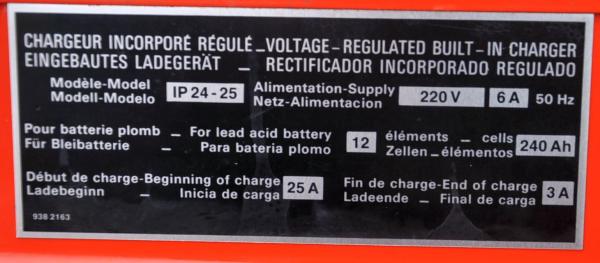 CHARGEUR INCORPORÉ RÉGULÉ – VOLTAGE – REGULATED BUILT – IN CHARGER
EINGEBAUTES LADEGERÄT – RECTIFICADOR INCORPORADO REGULADO
Modèle-Model IP 24-25 Alimentation-Supply 220 V 6 A 50 Hz
Modell-Modelo Netz-Alimentacion
Pour batterie plomb – For lead acid battery 12 éléments – cells 240 Ah
Für Bleibatterie – Para bateria plomo Zellen – élémentos
Début de charge-Beginning of charge 25 A Fin de charge-End of charge 3 A
Ladebeginn – Inicia de carga Ladeende – Final de carga
938 2163